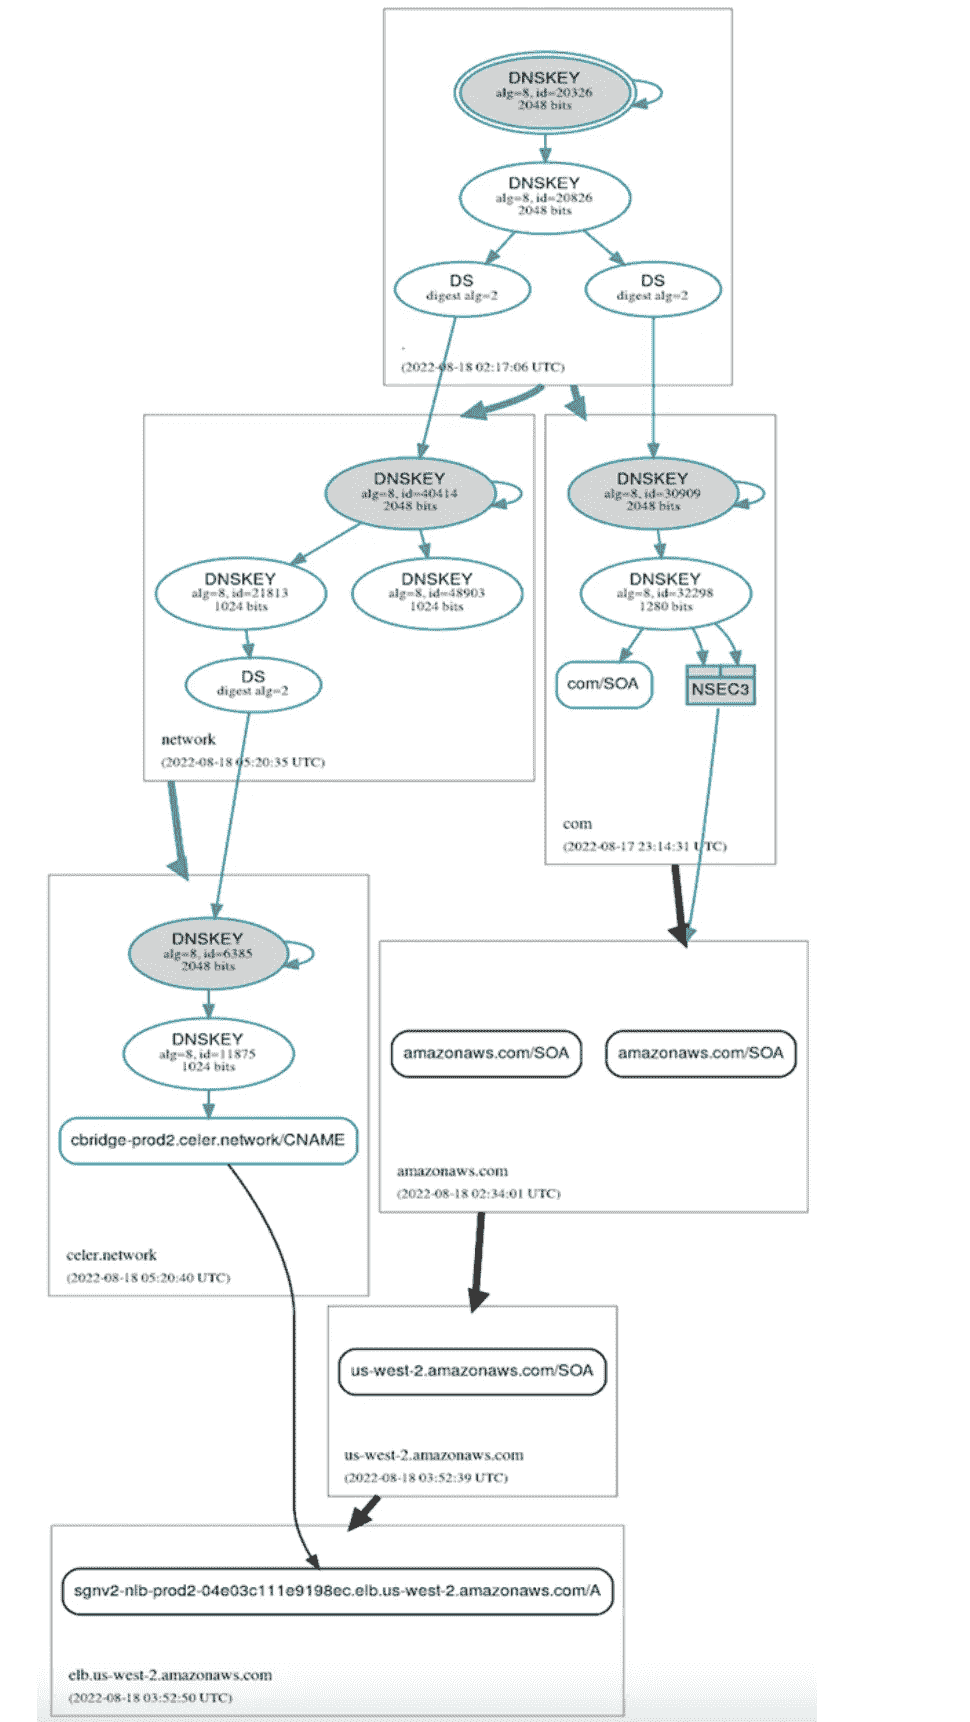 DNSKEY
alg=8, id=20326
2048 bits
DNSKEY
alg=8, id=20826
2048 bits
DS
digest alg=2
DS
digest alg=2
.
(2022-08-18 02:17:06 UTC)
DNSKEY
alg=8, id=40414
2048 bits
DNSKEY
alg=8, id=21813
1024 bits
DNSKEY
alg=8, id=48903
1024 bits
DS
digest alg=2
network
(2022-08-18 05:20:35 UTC)
DNSKEY
alg=8, id=30909
2048 bits
DNSKEY
alg=8, id=32298
1280 bits
com/SOA
NSEC3
com
(2022-08-17 23:14:31 UTC)
DNSKEY
alg=8, id=6385
2048 bits
DNSKEY
alg=8, id=11875
1024 bits
cbridge-prod2.celer.network/CNAME
celer.network
(2022-08-18 05:20:40 UTC)
amazonaws.com/SOA
amazonaws.com/SOA
amazonaws.com
(2022-08-18 02:34:01 UTC)
us-west-2.amazonaws.com/SOA
us-west-2.amazonaws.com
(2022-08-18 03:52:39 UTC)
sgnv2-nlb-prod2-04e03c111e9198ec.elb.us-west-2.amazonaws.com/A
elb.us-west-2.amazonaws.com
(2022-08-18 03:52:50 UTC)